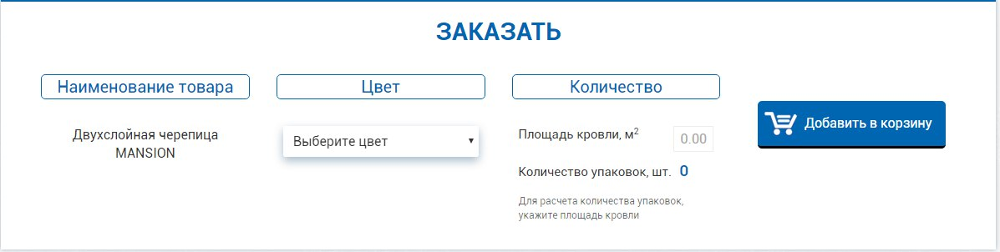 ЗАКАЗАТЬ
Наименование товара
Цвет
Количество
Двухслойная черепица
MANSION
Выберите цвет
Площадь кровли, м²
0.00
Количество упаковок, шт. 0
Для расчета количества упаковок,
укажите площадь кровли
Добавить в корзину